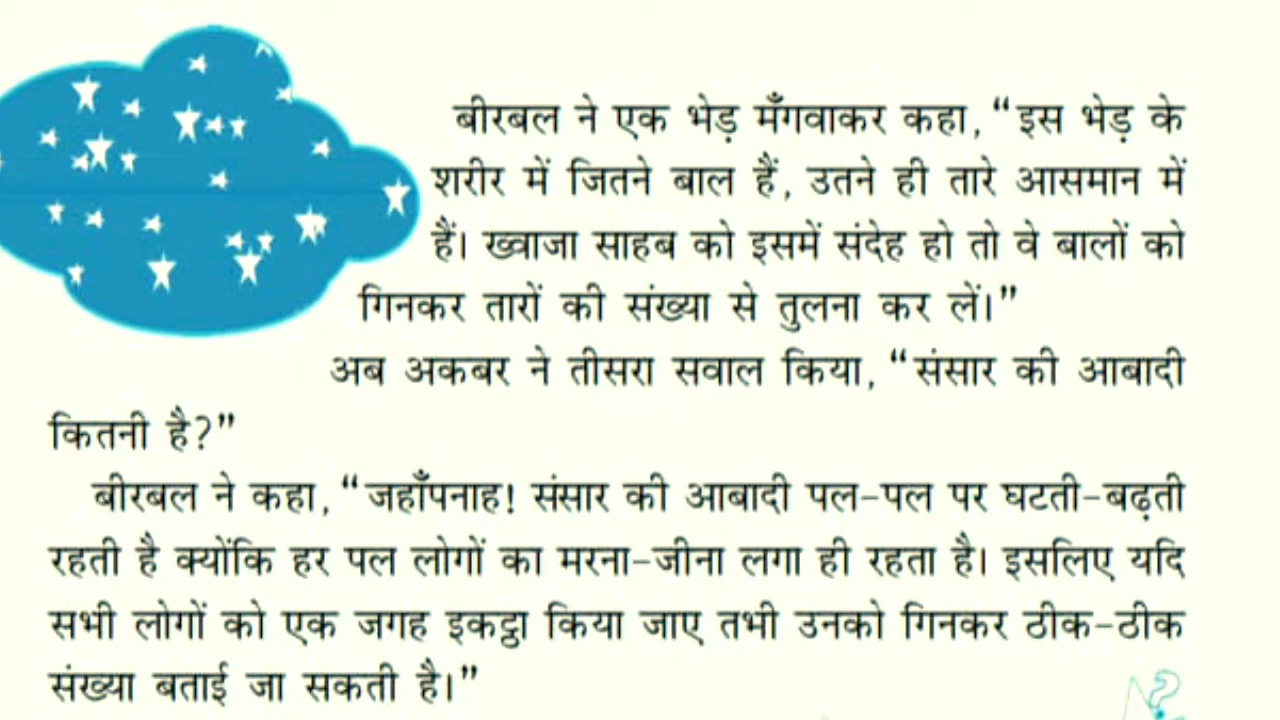 बीरबल ने एक भेड़ मँगवाकर कहा, “इस भेड़ के
शरीर में जितने बाल हैं, उतने ही तारे आसमान में
हैं। ख्वाजा साहब को इसमें संदेह हो तो वे बालों को
गिनकर तारों की संख्या से तुलना कर लें।”
अब अकबर ने तीसरा सवाल किया, “संसार की आबादी
कितनी है?”
बीरबल ने कहा, “जहाँपनाह! संसार की आबादी पल-पल पर घटती-बढ़ती
रहती है क्योंकि हर पल लोगों का मरना-जीना लगा ही रहता है। इसलिए यदि
सभी लोगों को एक जगह इकट्ठा किया जाए तभी उनको गिनकर ठीक-ठीक
संख्या बताई जा सकती है।”